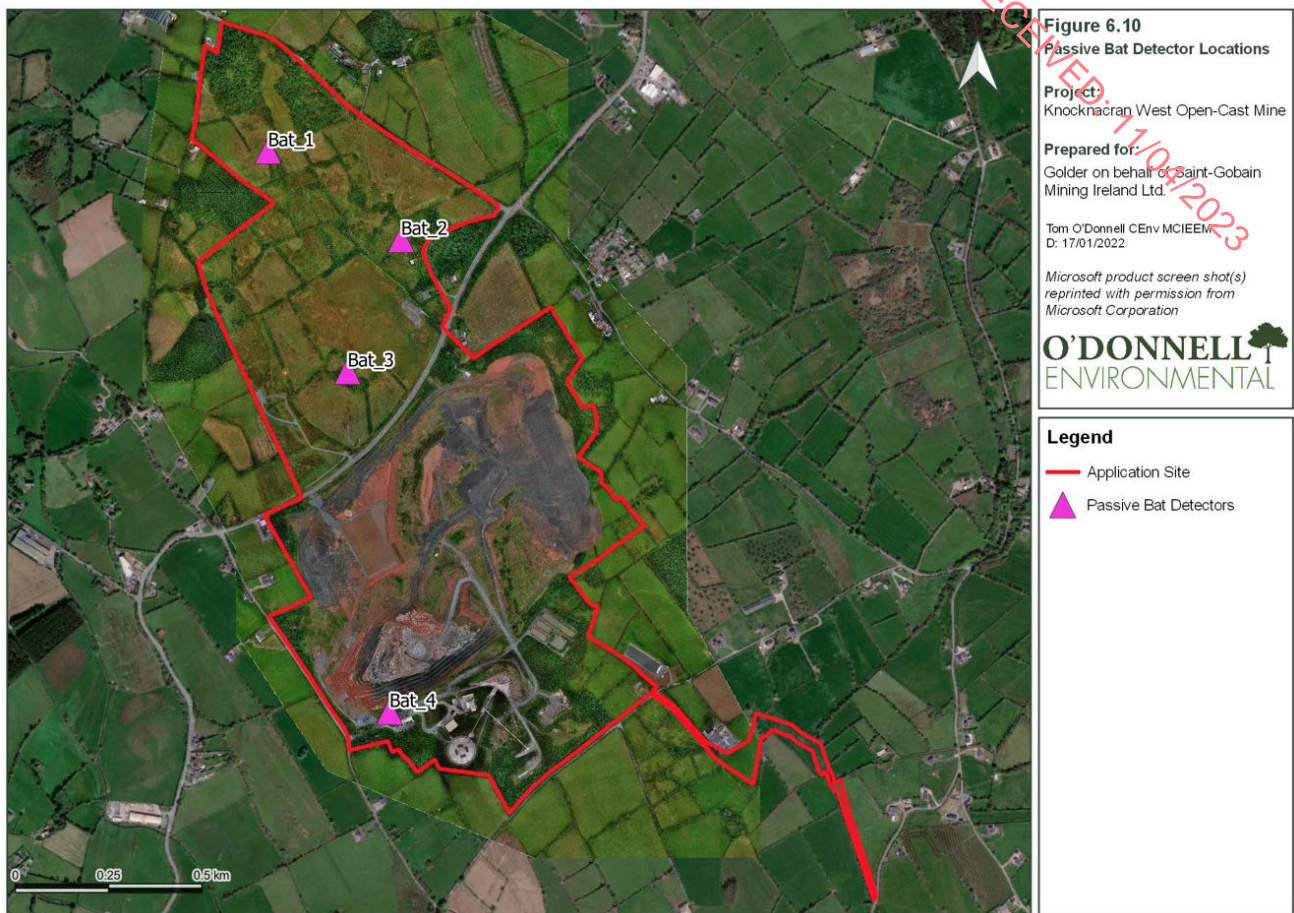 Figure 6.10
Passive Bat Detector Locations
Project:
Knocknacran West Open-Cast Mine
Prepared for:
Golder on behalf of Saint-Gobain
Mining Ireland Ltd.
Tom O'Donnell CEnv MCIEEM
D: 17/01/2022
Microsoft product screen shot(s)
reprinted with permission from
Microsoft Corporation
O'DONNELL
ENVIRONMENTAL
Legend
Application Site
Passive Bat Detectors
RECEIVED: 11/04/2023
Bat_1
Bat_2
Bat_3
Bat_4
0 0.25 0.5 km